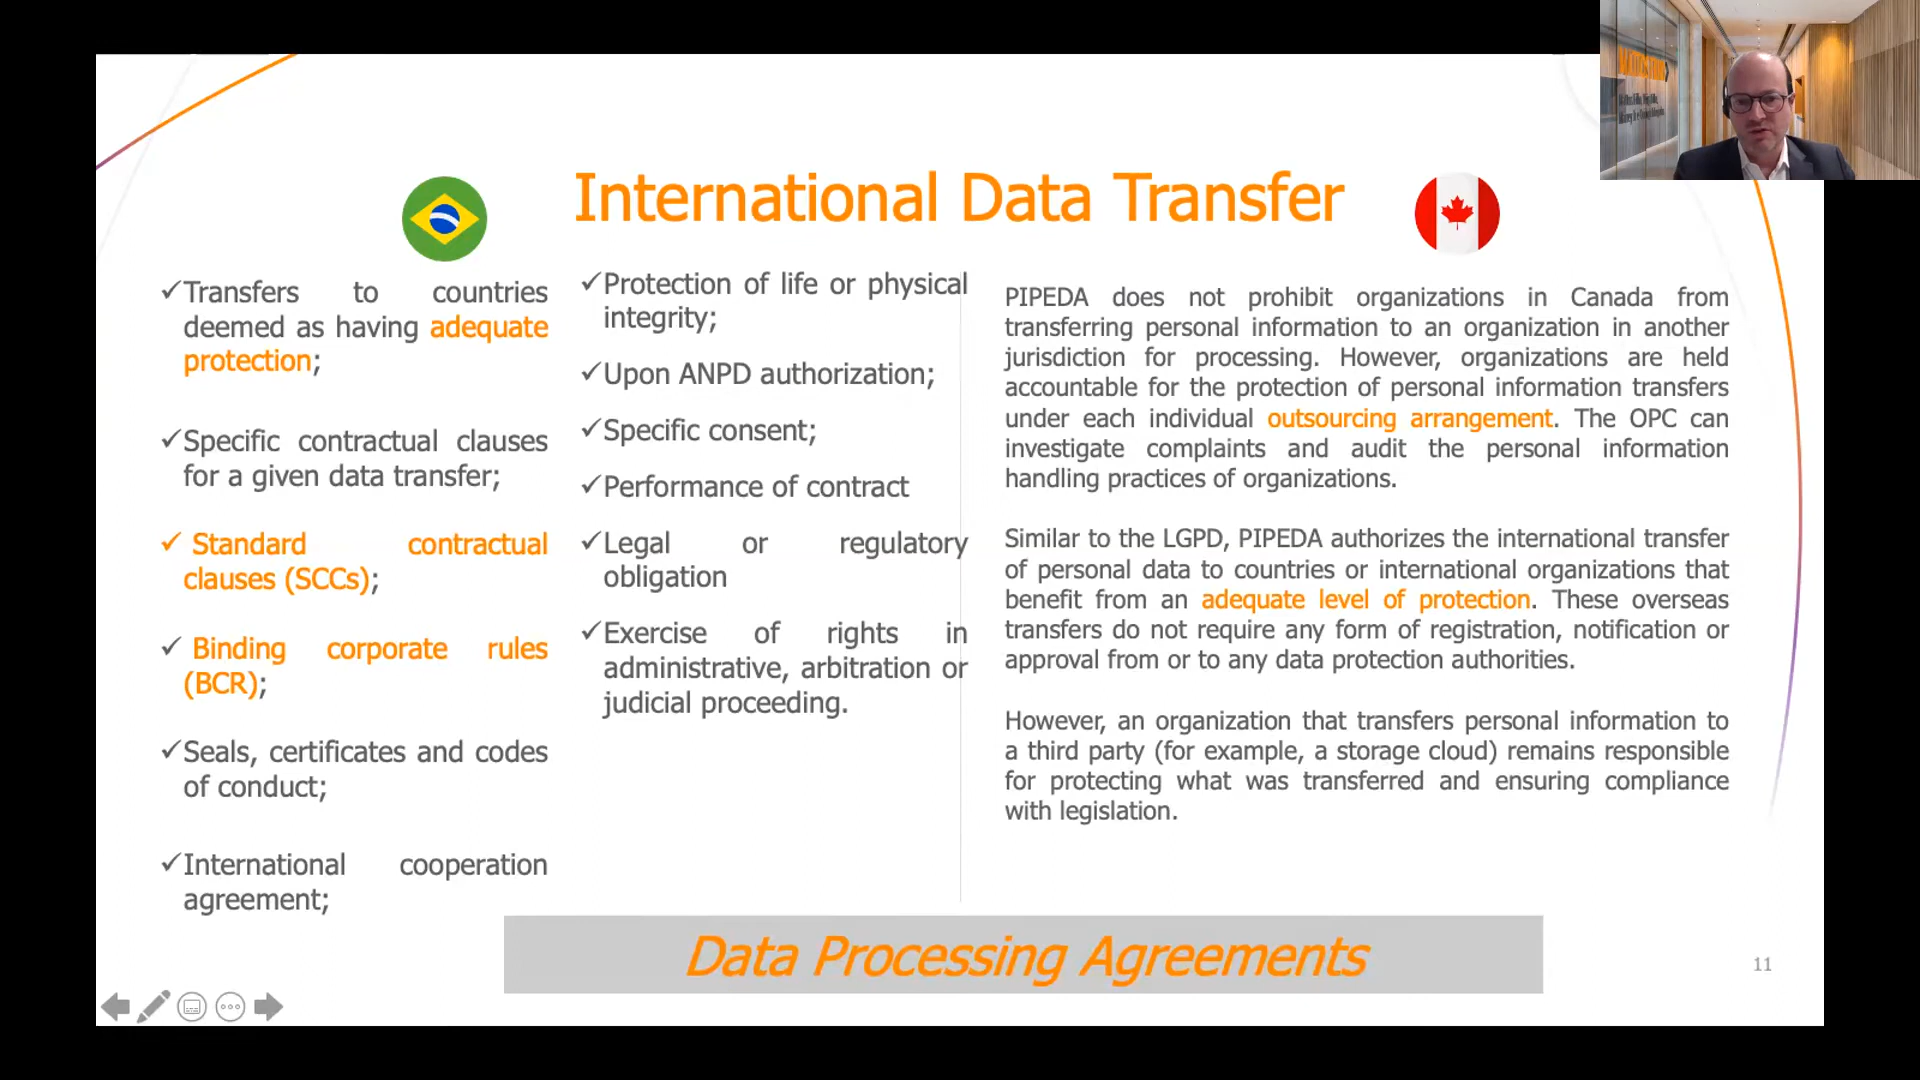 International Data Transfer
✓Transfers to countries
deemed as having adequate
protection;
✓Specific contractual clauses
for a given data transfer;
✓ Standard contractual
clauses (SCCs);
✓ Binding corporate rules
(BCR);
✓Seals, certificates and codes
of conduct;
✓International cooperation
agreement;
✓Protection of life or physical
integrity;
✓Upon ANPD authorization;
✓Specific consent;
✓Performance of contract
✓Legal or regulatory
obligation
✓Exercise of rights in
administrative, arbitration or
judicial proceeding.
PIPEDA does not prohibit organizations in Canada from
transferring personal information to an organization in another
jurisdiction for processing. However, organizations are held
accountable for the protection of personal information transfers
under each individual outsourcing arrangement. The OPC can
investigate complaints and audit the personal information
handling practices of organizations.
Similar to the LGPD, PIPEDA authorizes the international transfer
of personal data to countries or international organizations that
benefit from an adequate level of protection. These overseas
transfers do not require any form of registration, notification or
approval from or to any data protection authorities.
However, an organization that transfers personal information to
a third party (for example, a storage cloud) remains responsible
for protecting what was transferred and ensuring compliance
with legislation.
Data Processing Agreements
11